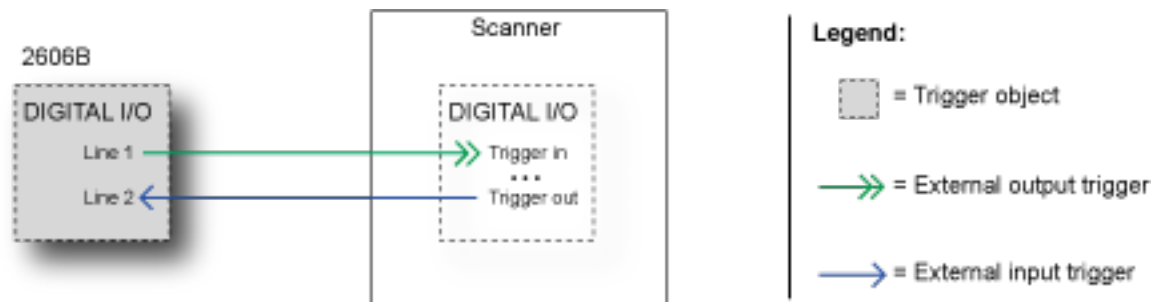 2606B
DIGITAL I/O
Line 1
Line 2
Scanner
DIGITAL I/O
Trigger in
...
Trigger out
Legend:
= Trigger object
= External output trigger
= External input trigger